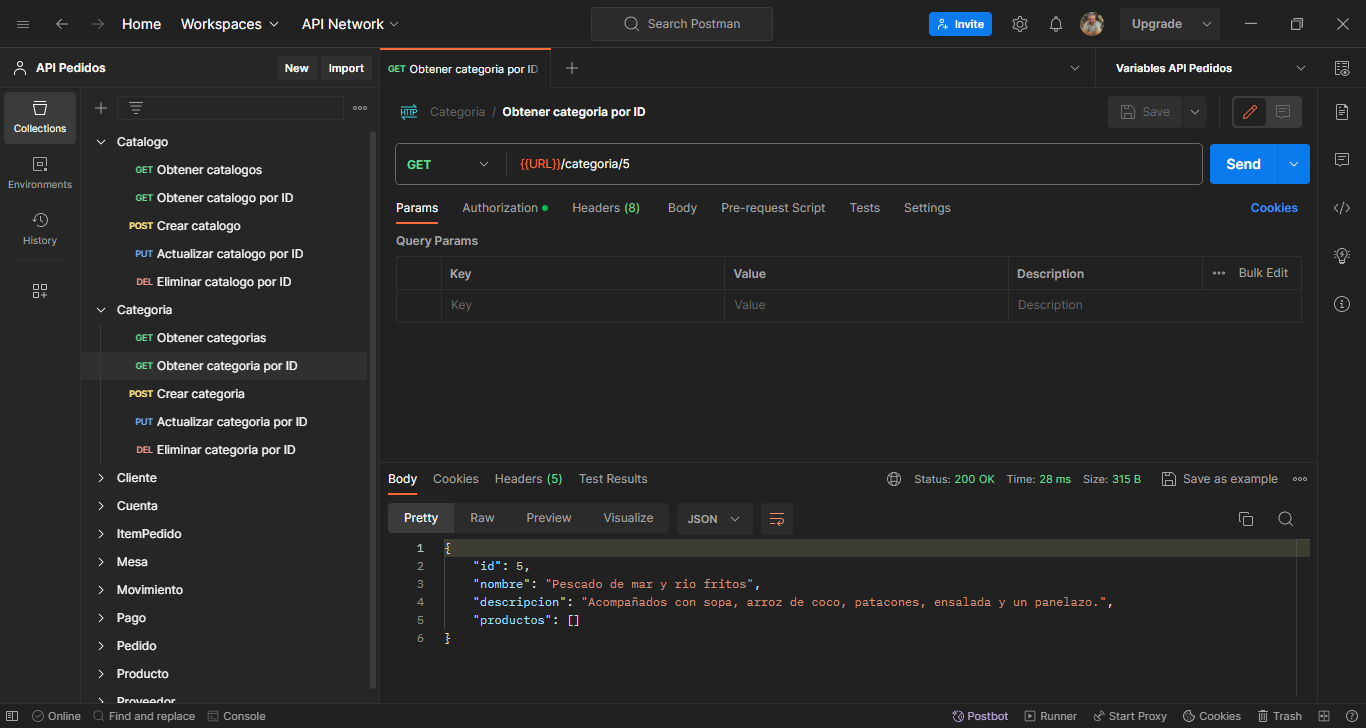 Home Workspaces API Network Search Postman Invite Upgrade
API Pedidos New Import GET Obtener categoria por ID Variables API Pedidos
HTTP Categoria / Obtener categoria por ID Save
Collections
Environments
History
Catalogo
GET Obtener catalogos
GET Obtener catalogo por ID
POST Crear catalogo
PUT Actualizar catalogo por ID
DEL Eliminar catalogo por ID
Categoria
GET Obtener categorias
GET Obtener categoria por ID
POST Crear categoria
PUT Actualizar categoria por ID
DEL Eliminar categoria por ID
Cliente
Cuenta
ItemPedido
Mesa
Movimiento
Pago
Pedido
Producto
Proveedor
GET {{URL}}/categoria/5 Send
Params Authorization Headers (8) Body Pre-request Script Tests Settings Cookies
Query Params
Key Value Description Bulk Edit
Key Value Description
Body Cookies Headers (5) Test Results Status: 200 OK Time: 28 ms Size: 315 B Save as example
Pretty Raw Preview Visualize JSON
1 {
2 "id": 5,
3 "nombre": "Pescado de mar y rio fritos",
4 "descripcion": "Acompañados con sopa, arroz de coco, patacones, ensalada y un panelazo.",
5 "productos": []
6 }
Online Find and replace Console Postbot Runner Start Proxy Cookies Trash